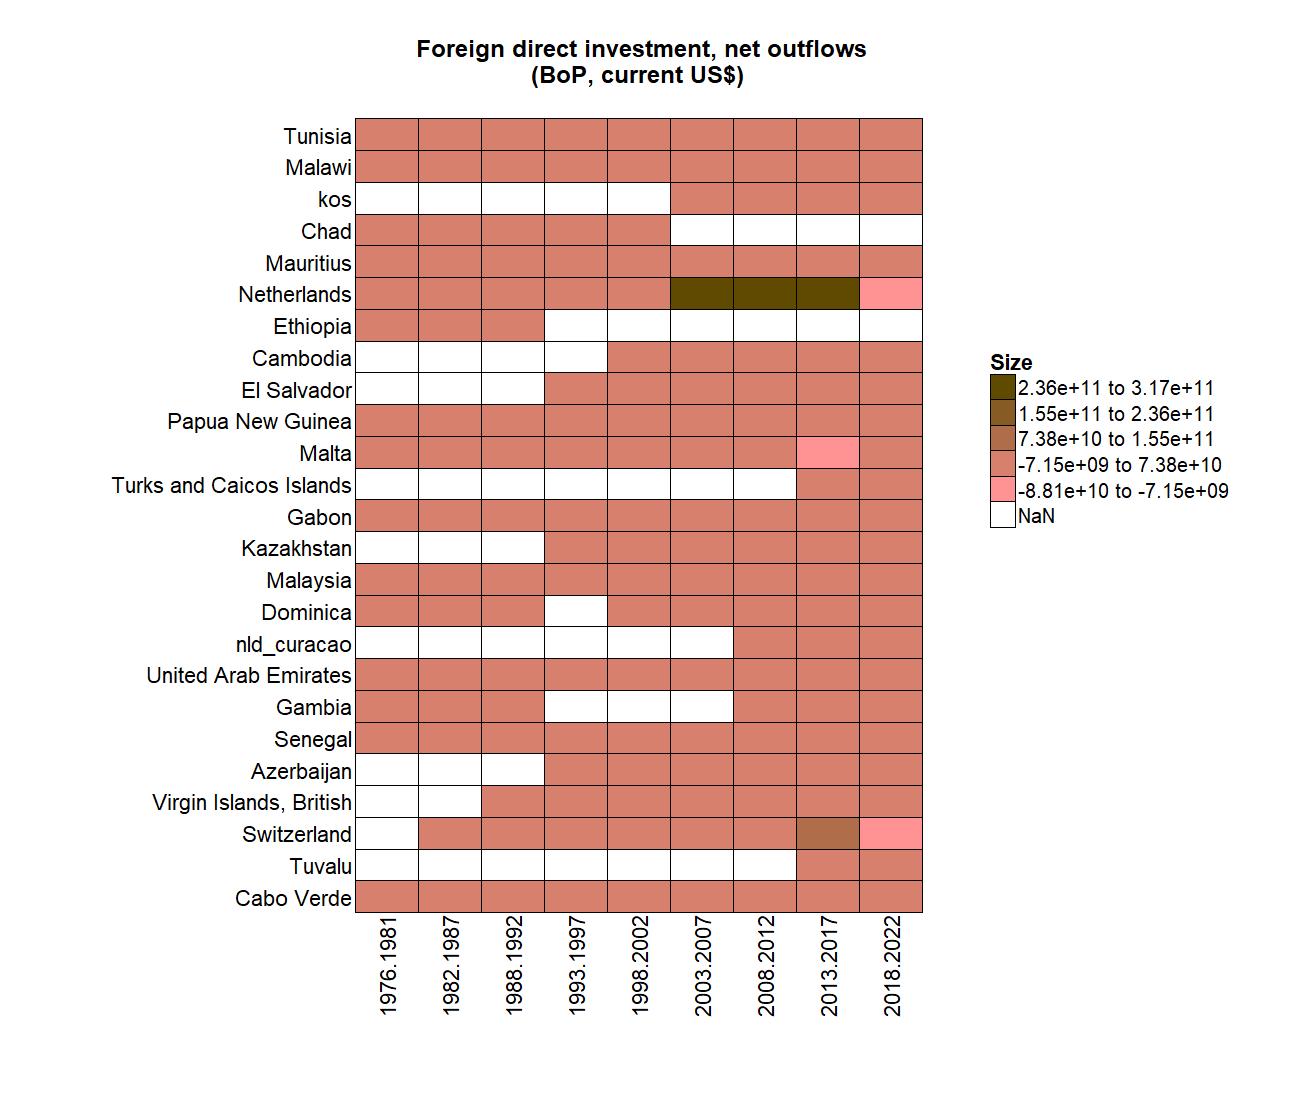 Foreign direct investment, net outflows
(BoP, current US$)
Tunisia
Malawi
kos
Chad
Mauritius
Netherlands
Ethiopia
Cambodia
El Salvador
Papua New Guinea
Malta
Turks and Caicos Islands
Gabon
Kazakhstan
Malaysia
Dominica
nld_curacao
United Arab Emirates
Gambia
Senegal
Azerbaijan
Virgin Islands, British
Switzerland
Tuvalu
Cabo Verde
1976.1981
1982.1987
1988.1992
1993.1997
1998.2002
2003.2007
2008.2012
2013.2017
2018.2022
Size
2.36e+11 to 3.17e+11
1.55e+11 to 2.36e+11
7.38e+10 to 1.55e+11
-7.15e+09 to 7.38e+10
-8.81e+10 to -7.15e+09
NaN